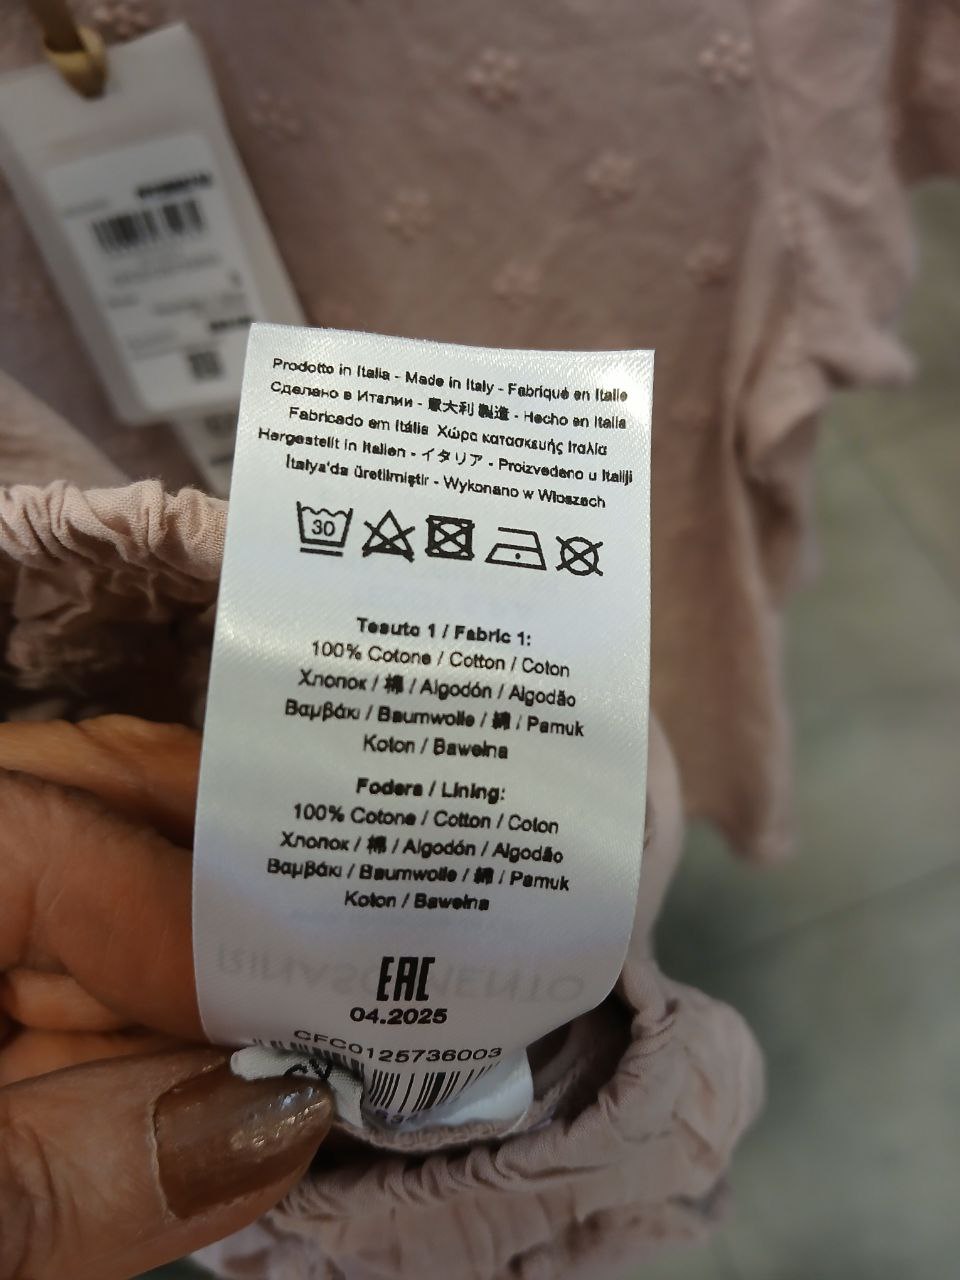 Prodotto in Italia - Made in Italy - Fabriqué en Italie
Сделано в Италии - 意大利 製造 - Hecho en Italia
Fabricado em Itália Χώρα κατασκευής Ιταλία
Hergestellt in Italien - イタリア - Proizvedeno u Italiji
İtalya'da üretilmiştir - Wykonano w Włoszech
30
Tesuto 1 / Fabric 1:
100% Cotone / Cotton / Coton
Хлопок / 棉 / Algodón / Algodão
Βαμβάκι / Baumwolle / 綿 / Pamuk
Koton / Bawełna
Fodera / Lining:
100% Cotone / Cotton / Coton
Хлопок / 棉 / Algodón / Algodão
Βαμβάκι / Baumwolle / 綿 / Pamuk
Koton / Bawełna
RINASCIMENTO
EAC
04.2025
CFC0125736003